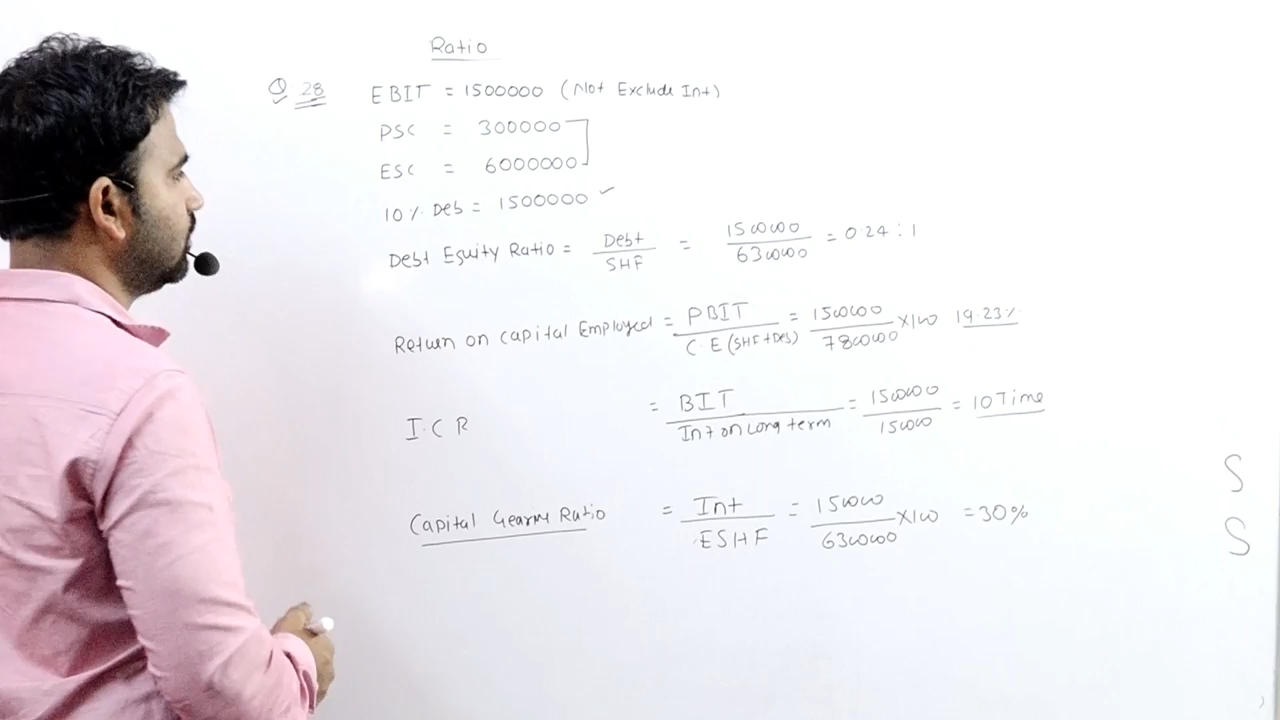 Ratio
Q 28 EBIT = 1500000 (Not Exclude Int)
PSC = 300000
ESC = 6000000
10% Deb = 1500000 ✓
Debt Equity Ratio = Debt / SHF = 1500000 / 6300000 = 0.24 : 1
Return on Capital Employed = PBIT / C.E (SHF + Deb) = 1500000 / 7800000 × 100 19.23%
I.C R = BIT / Int on Long term = 1500000 / 150000 = 10 Time
Capital Gearing Ratio = Int / ESHF = 150000 / 6300000 × 100 = 30%
S
S